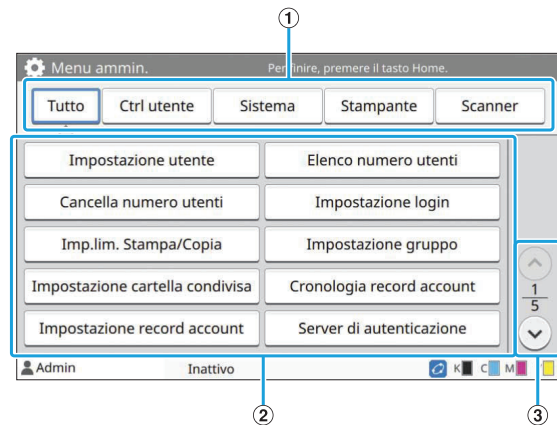 1
Menu ammin.
Per finire, premere il tasto Home.
Tutto Ctrl utente Sistema Stampante Scanner
Impostazione utente Elenco numero utenti
Cancella numero utenti Impostazione login
Imp.lim. Stampa/Copia Impostazione gruppo
Impostazione cartella condivisa Cronologia record account
1
5
Impostazione record account Server di autenticazione
Admin Inattivo K C M
2 3